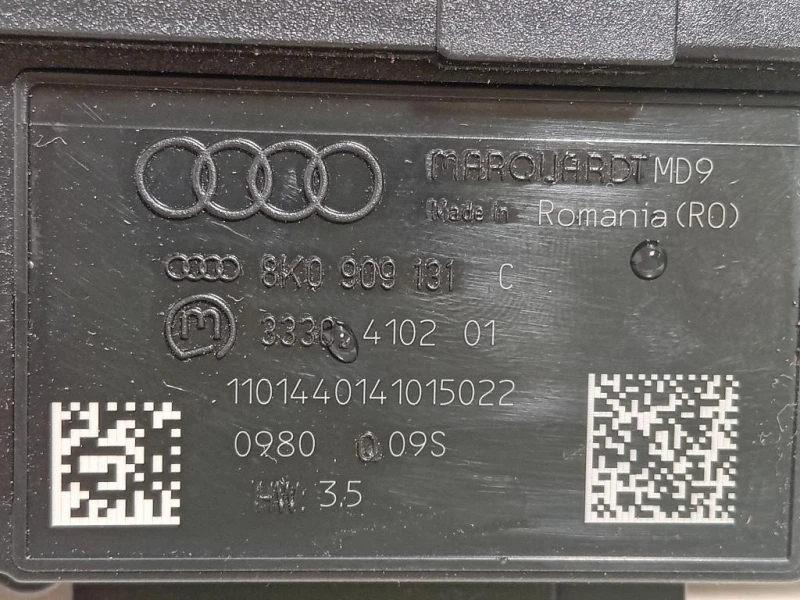 MARQUARDT MD9
Made in Romania (RO)
8K0 909 131 C
M 4102 01
1101440141015022
0980 09S
HW: 3.5